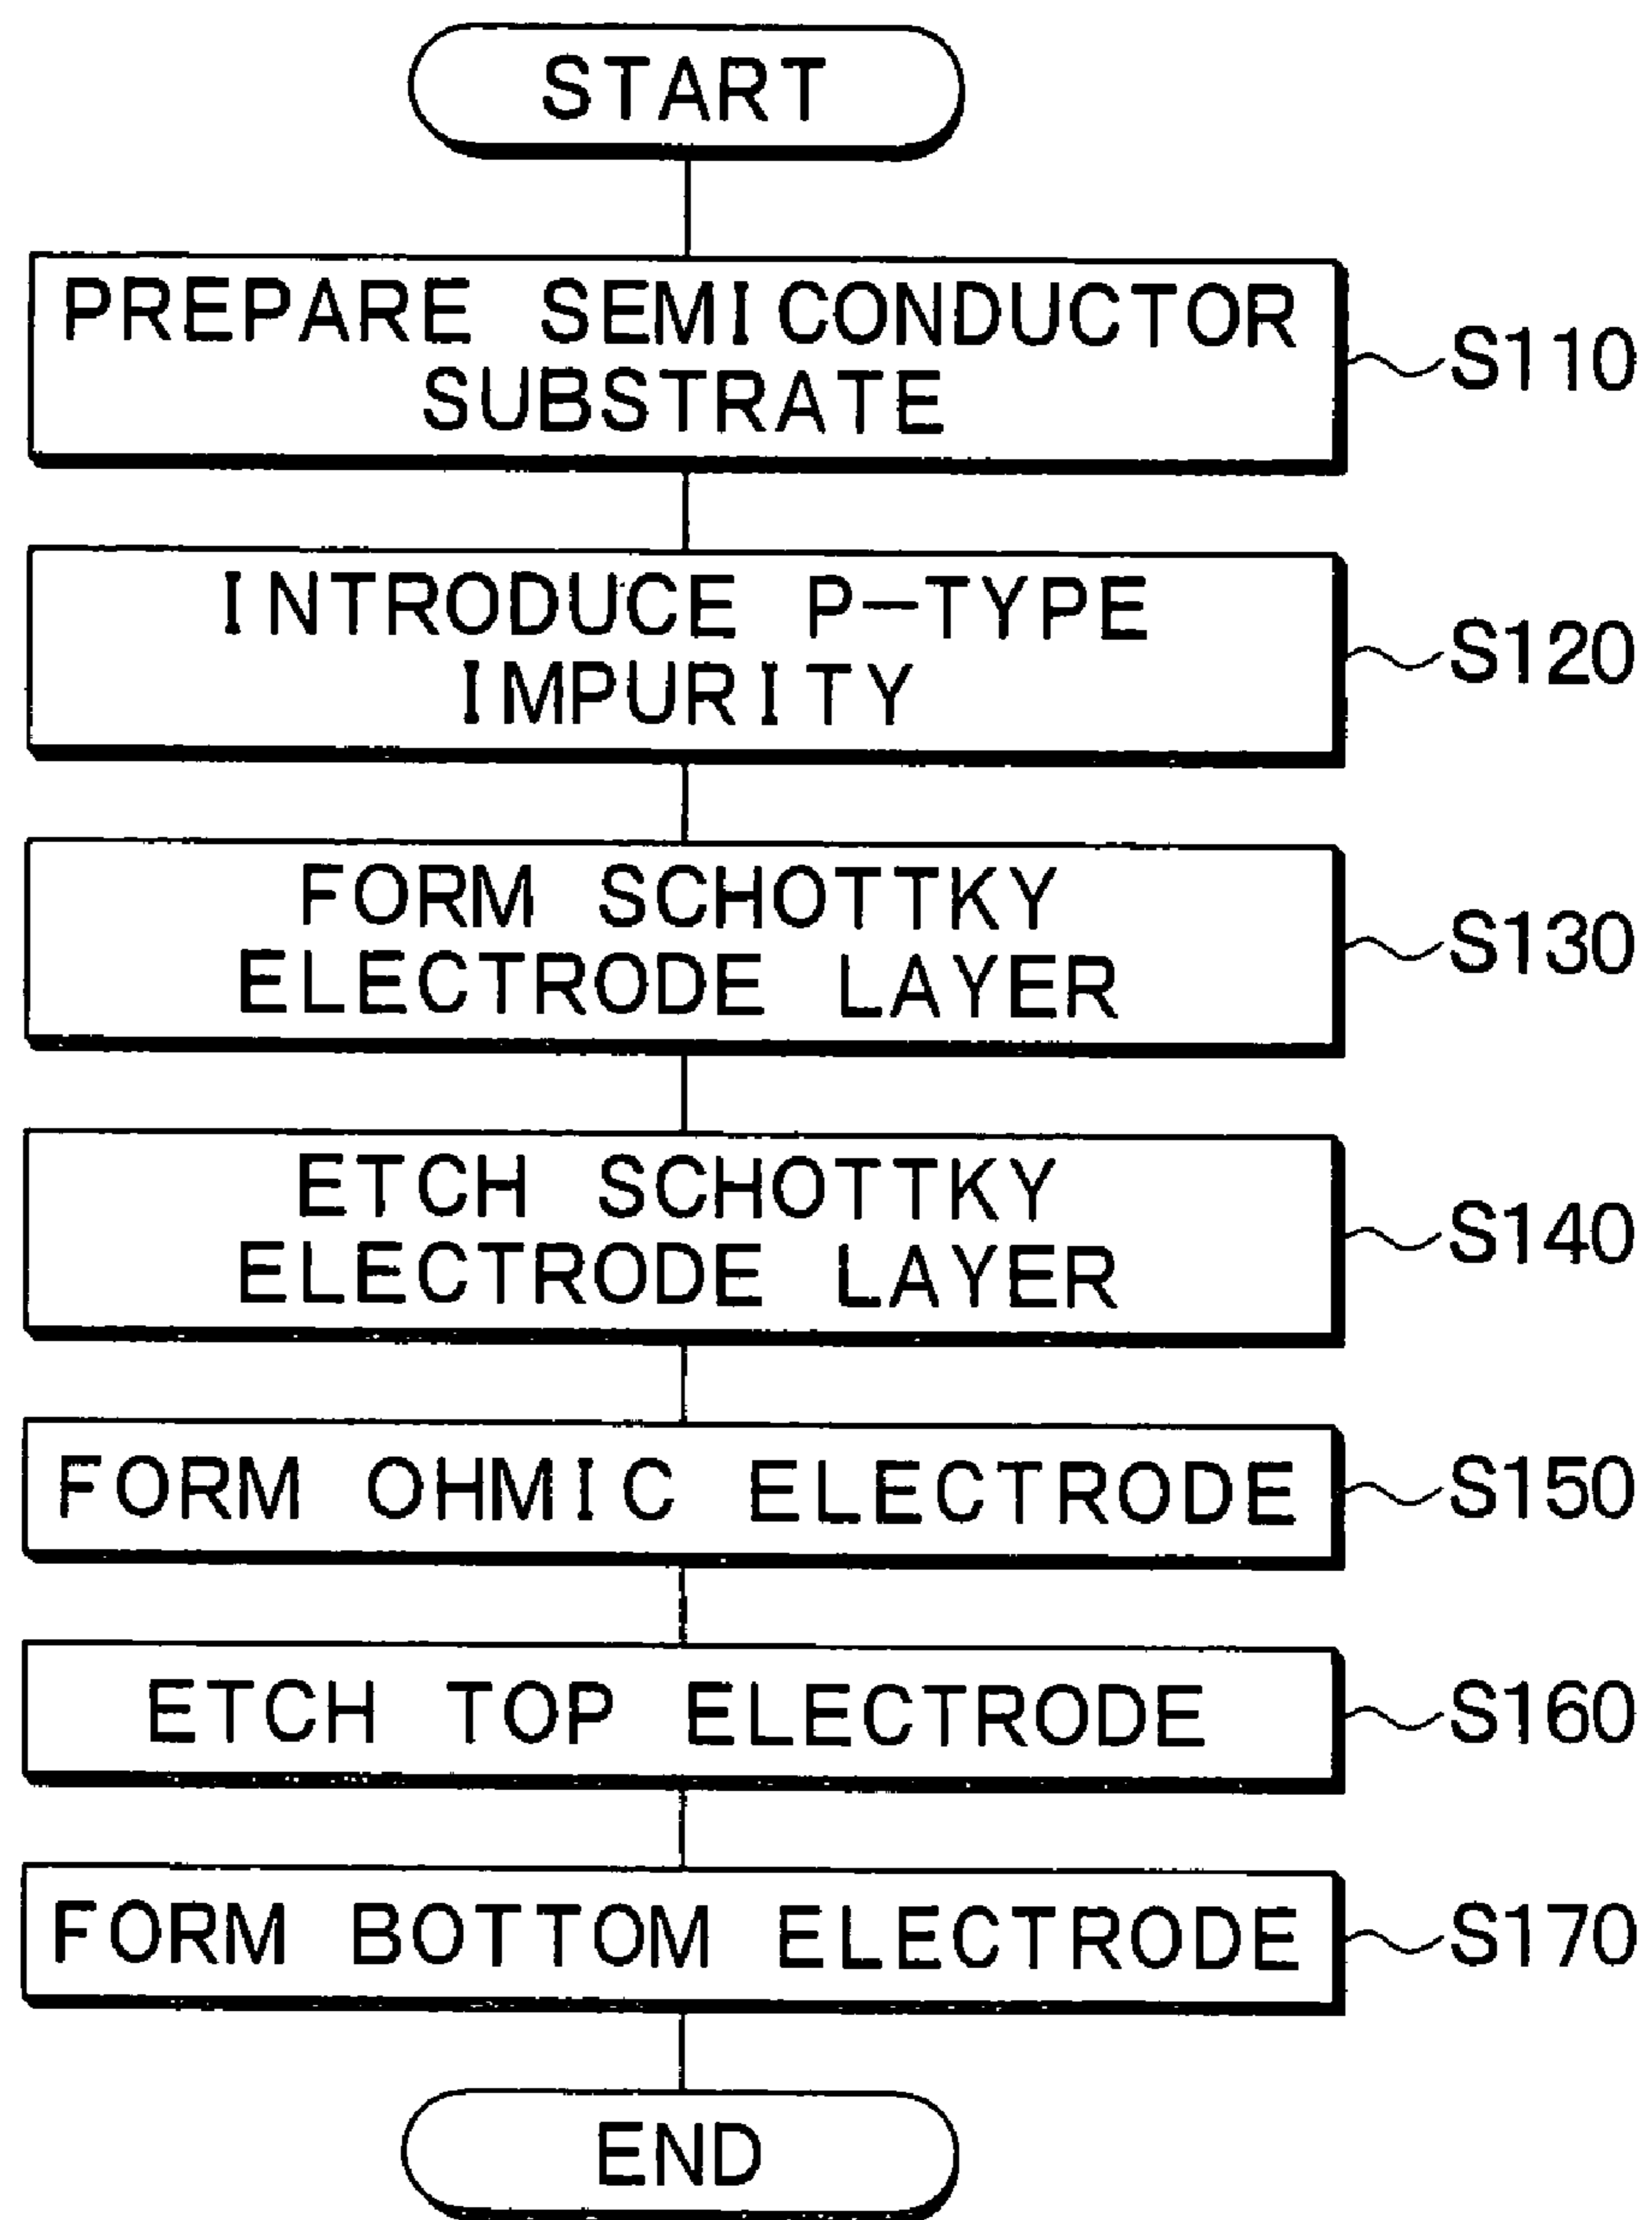 START
PREPARE SEMICONDUCTOR
SUBSTRATE
S110
INTRODUCE P-TYPE
IMPURITY
S120
FORM SCHOTTKY
ELECTRODE LAYER
S130
ETCH SCHOTTKY
ELECTRODE LAYER
S140
FORM OHMIC ELECTRODE
S150
ETCH TOP ELECTRODE
S160
FORM BOTTOM ELECTRODE
S170
END